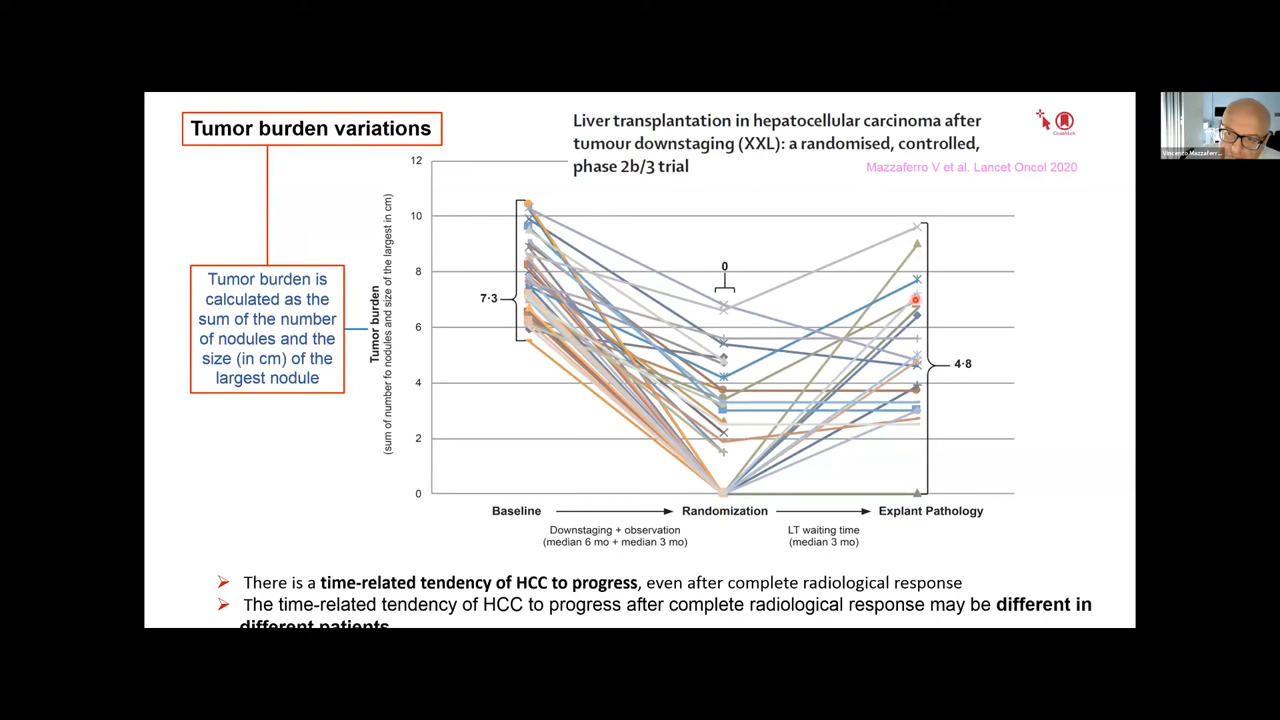 Tumor burden variations
Liver transplantation in hepatocellular carcinoma after
tumour downstaging (XXL): a randomised, controlled,
phase 2b/3 trial
Mazzaferro V et al. Lancet Oncol 2020
CrossMark
Vincenzo Mazzaferr...
Tumor burden is
calculated as the
sum of the number
of nodules and the
size (in cm) of the
largest nodule
Tumor burden
(sum of number fo nodules and size of the largest in cm)
12
10
8
6
4
2
0
7·3
0
4·8
Baseline
Randomization
Explant Pathology
Downstaging + observation
(median 6 mo + median 3 mo)
LT waiting time
(median 3 mo)
There is a time-related tendency of HCC to progress, even after complete radiological response
The time-related tendency of HCC to progress after complete radiological response may be different in
different patients